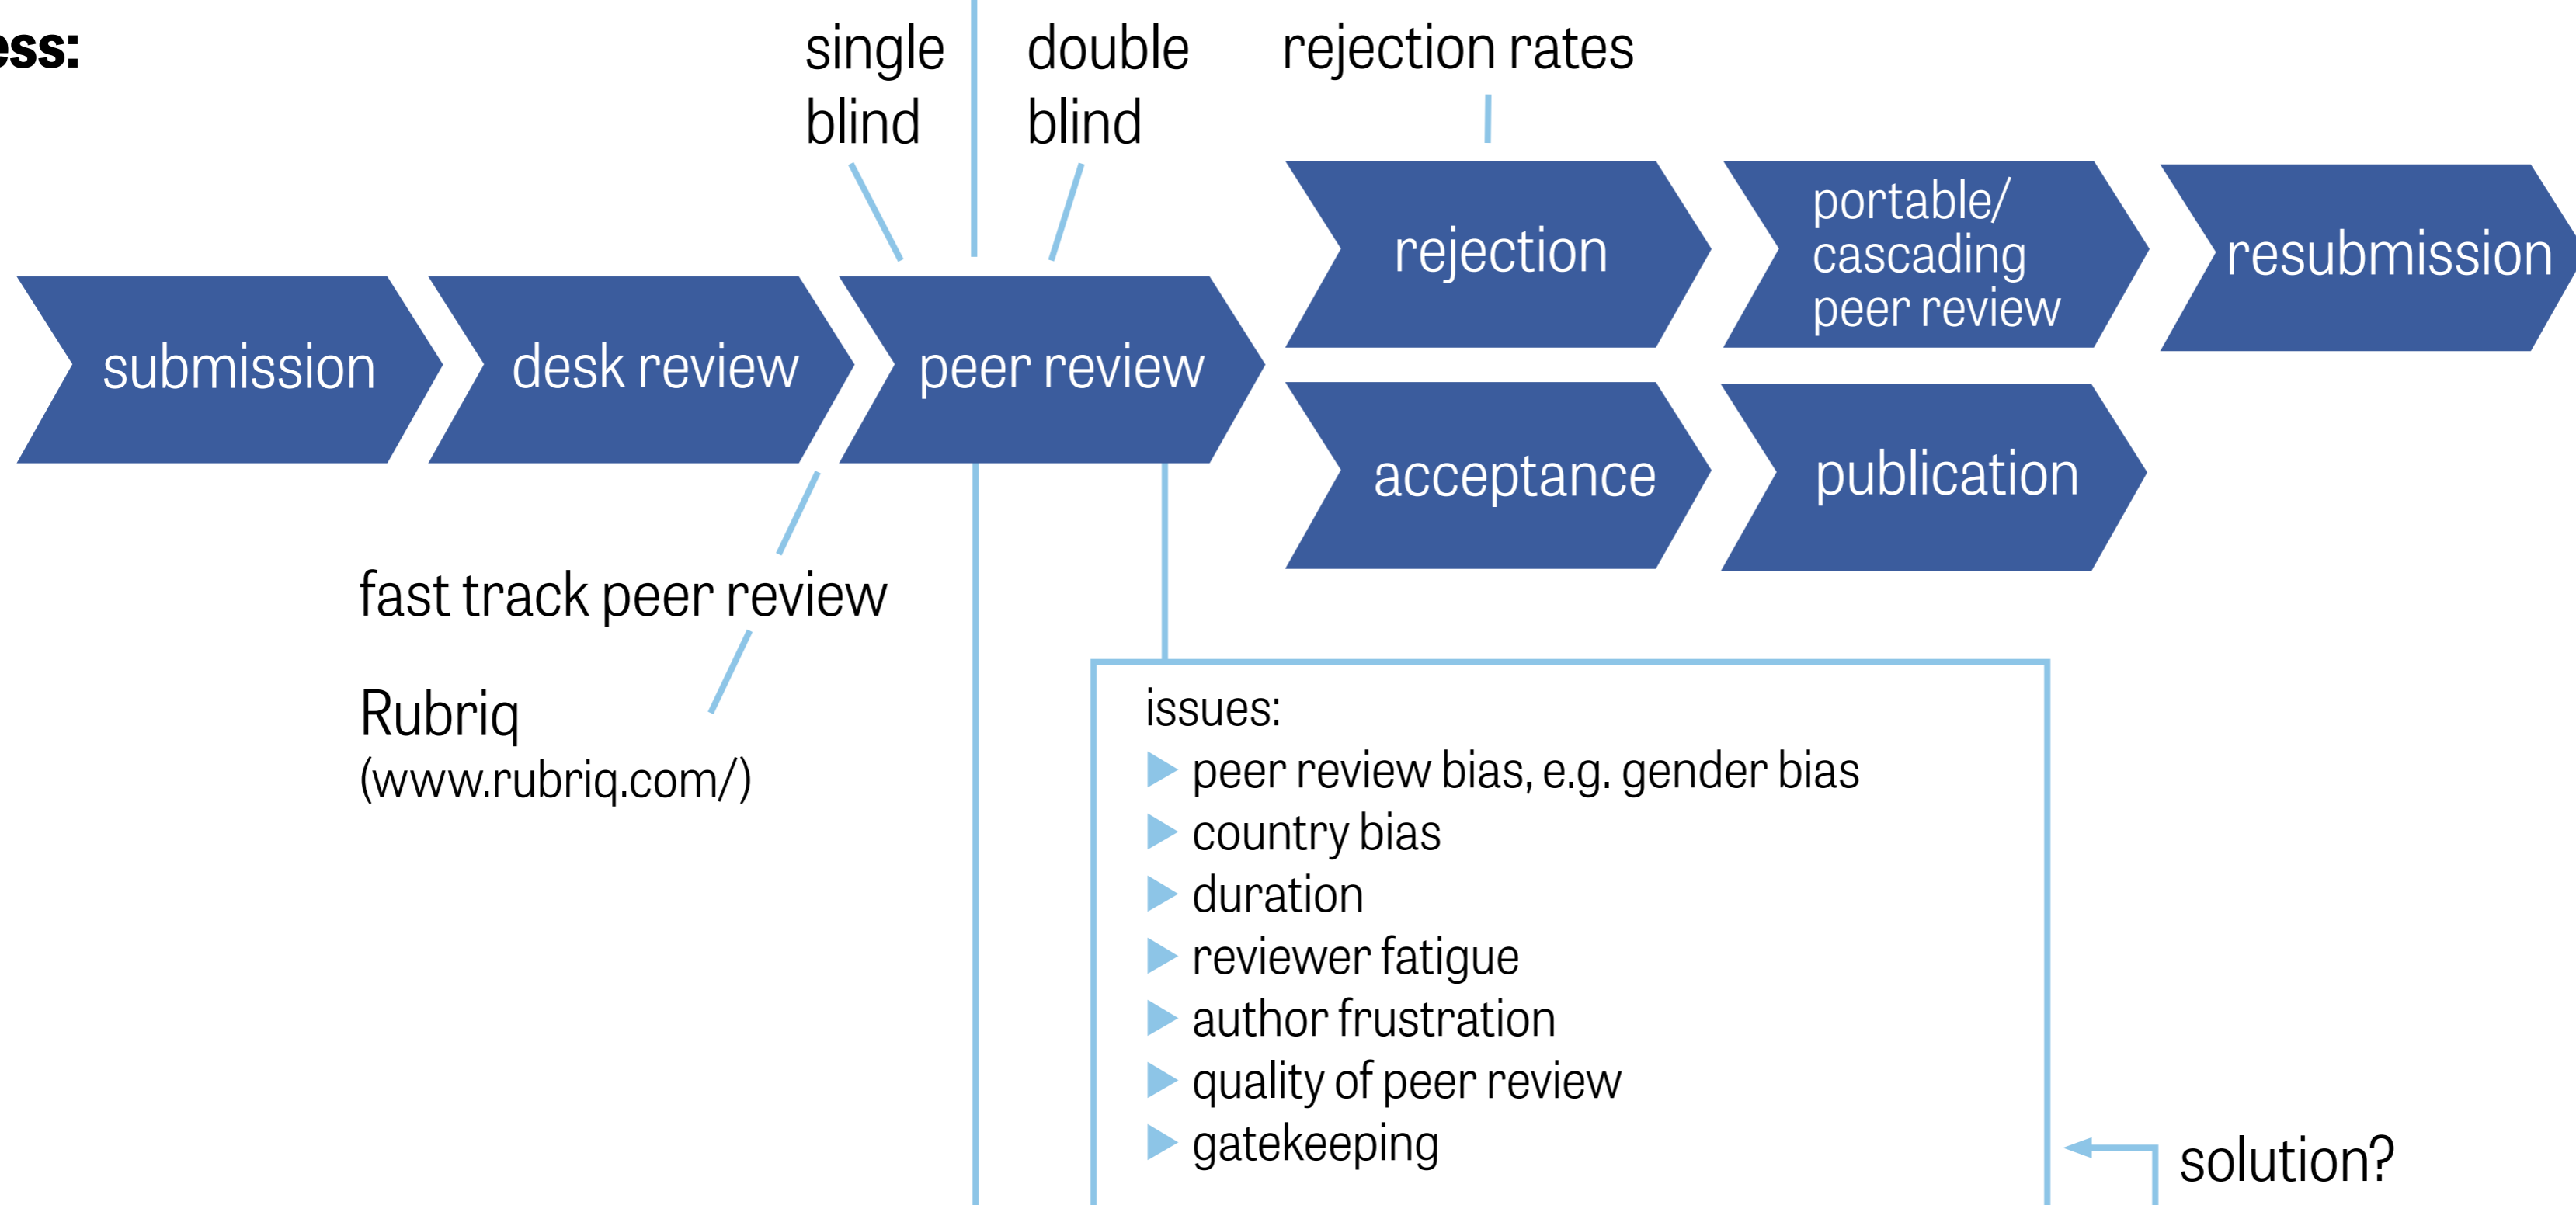 ess:
single
blind
double
blind
rejection rates
submission
desk review
peer review
rejection
portable/
cascading
peer review
resubmission
acceptance
publication
fast track peer review
Rubriq
(www.rubriq.com/)
issues:
peer review bias, e.g. gender bias
country bias
duration
reviewer fatigue
author frustration
quality of peer review
gatekeeping
solution?